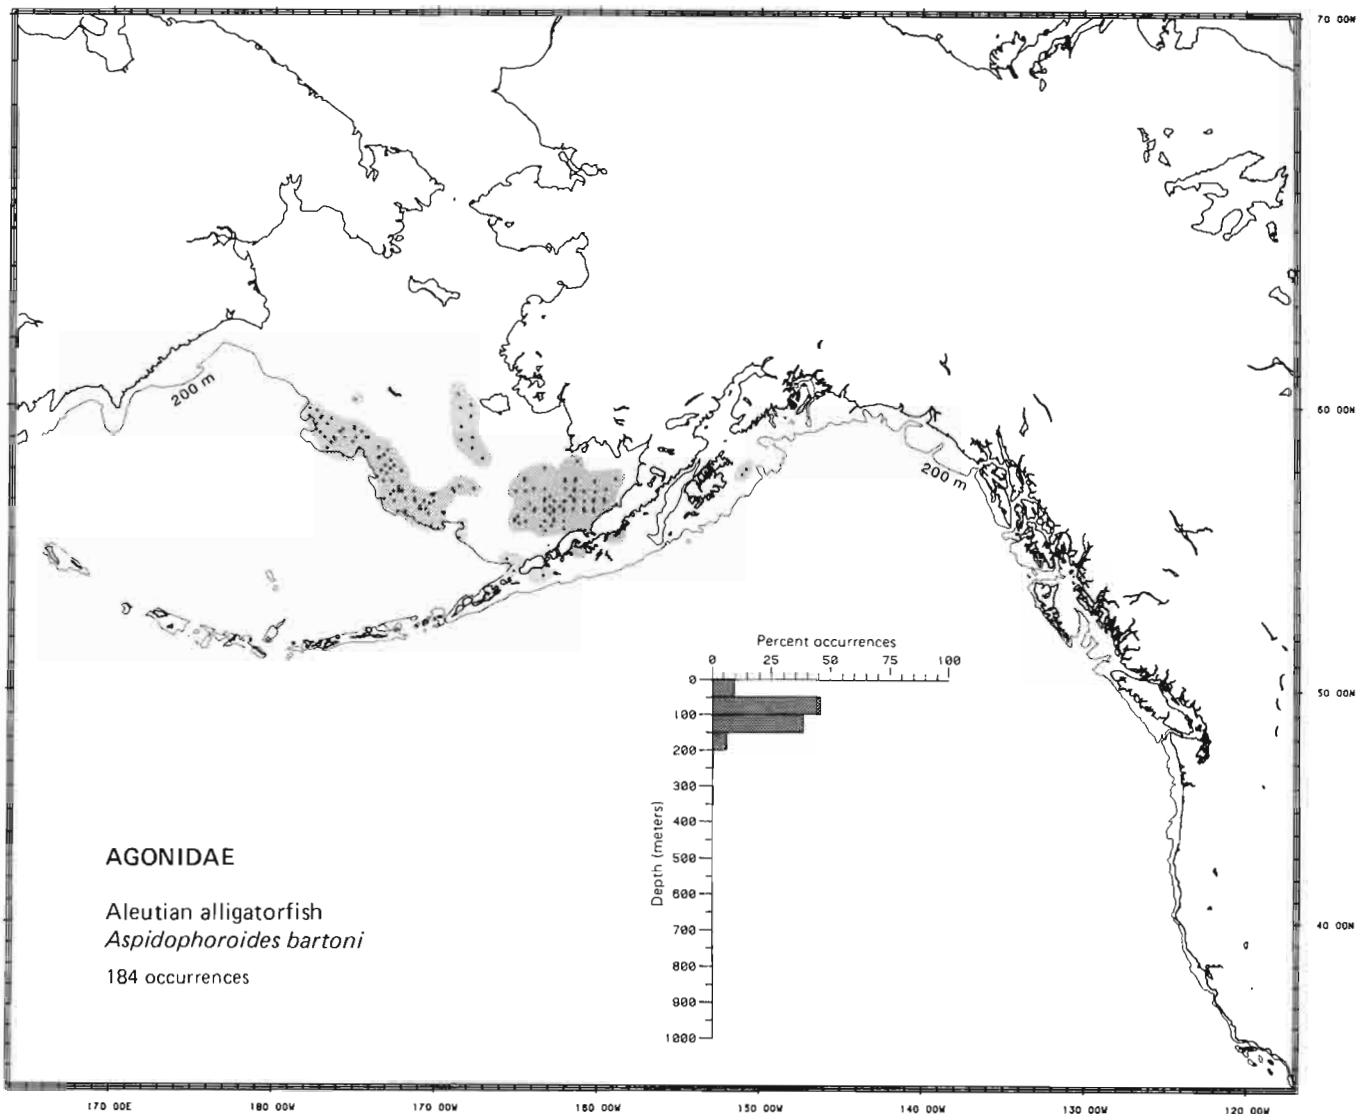 70 00N
200 m
60 00N
200 m
Percent occurrences
0 25 50 75 100
0
50 00N
100
200
300
400
Depth (meters)
500
600
700
800
900
1000
AGONIDAE
Aleutian alligatorfish
Aspidophoroides bartoni
184 occurrences
40 00N
170 00E 180 00W 170 00W 160 00W 150 00W 140 00W 130 00W 120 00W